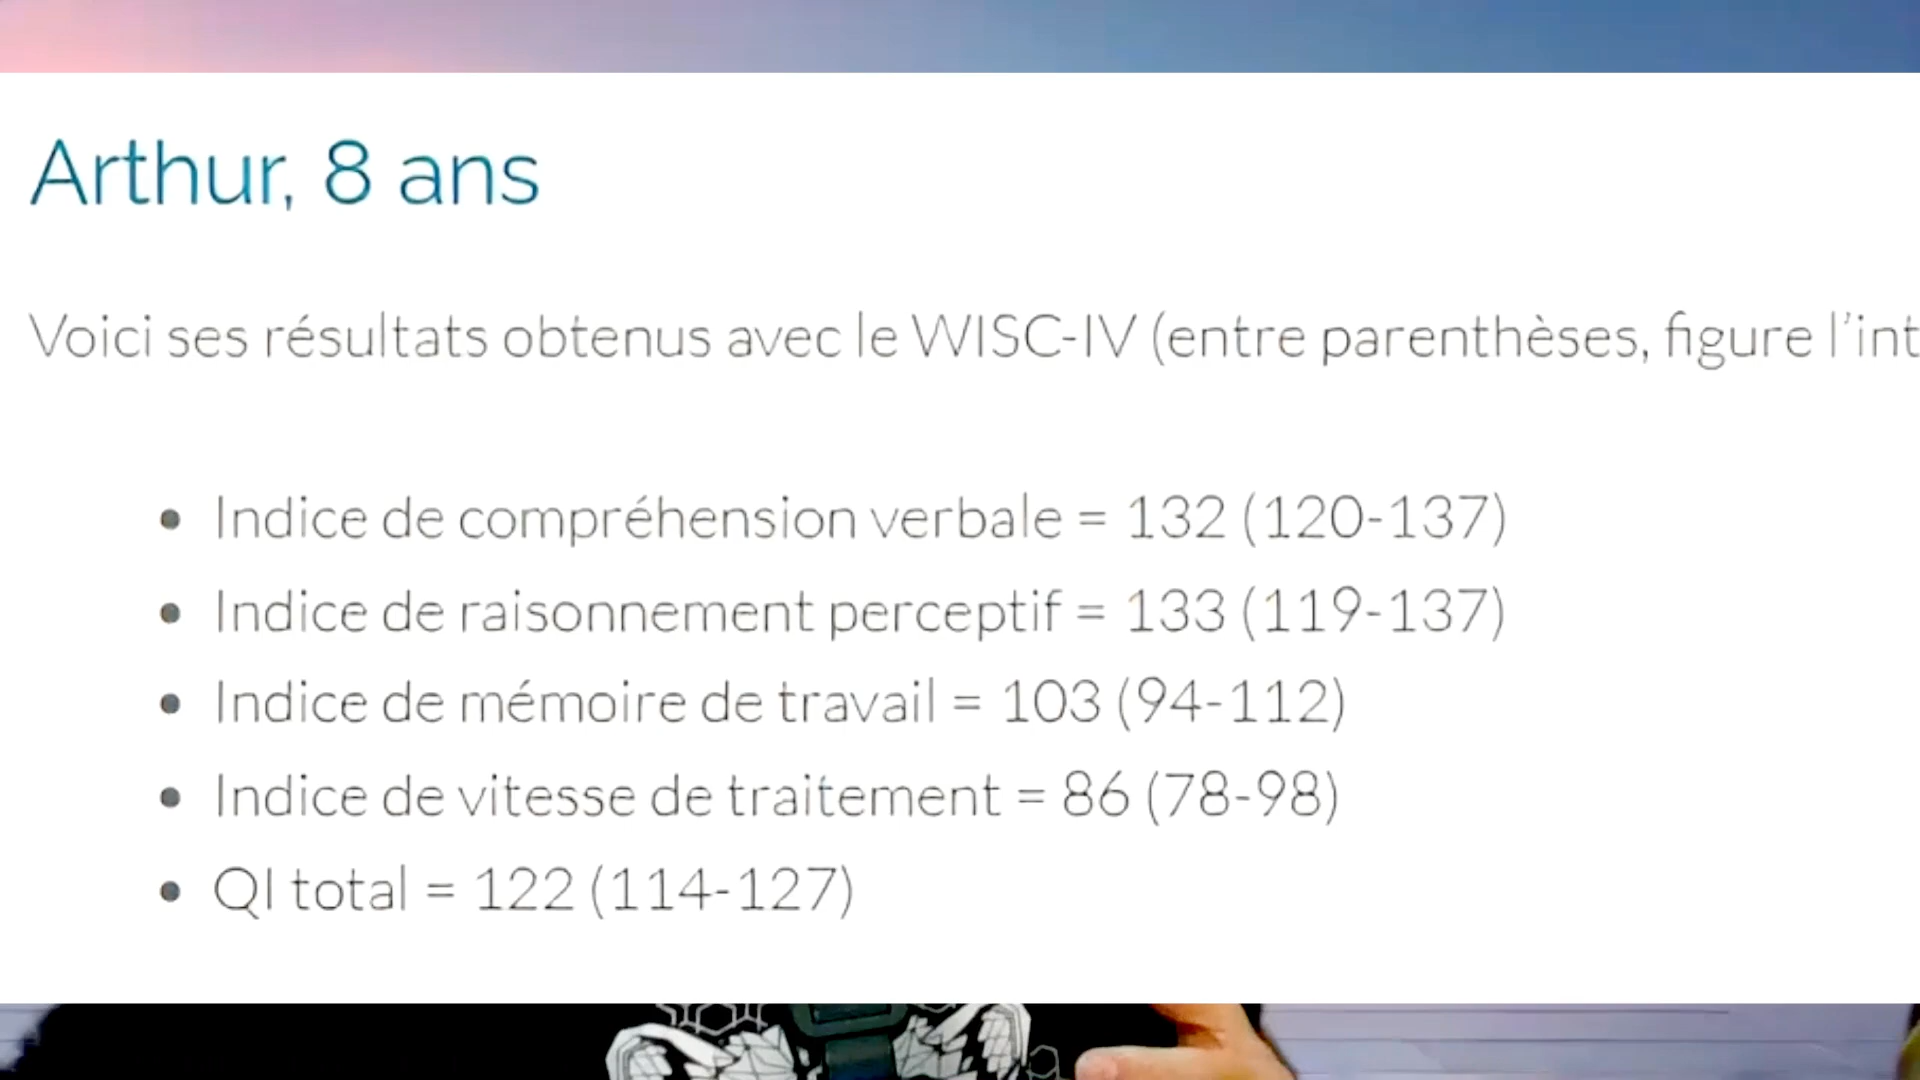 Arthur, 8 ans
Voici ses résultats obtenus avec le WISC-IV (entre parenthèses, figure l'int
• Indice de compréhension verbale = 132 (120-137)
• Indice de raisonnement perceptif = 133 (119-137)
• Indice de mémoire de travail = 103 (94-112)
• Indice de vitesse de traitement = 86 (78-98)
• QI total = 122 (114-127)